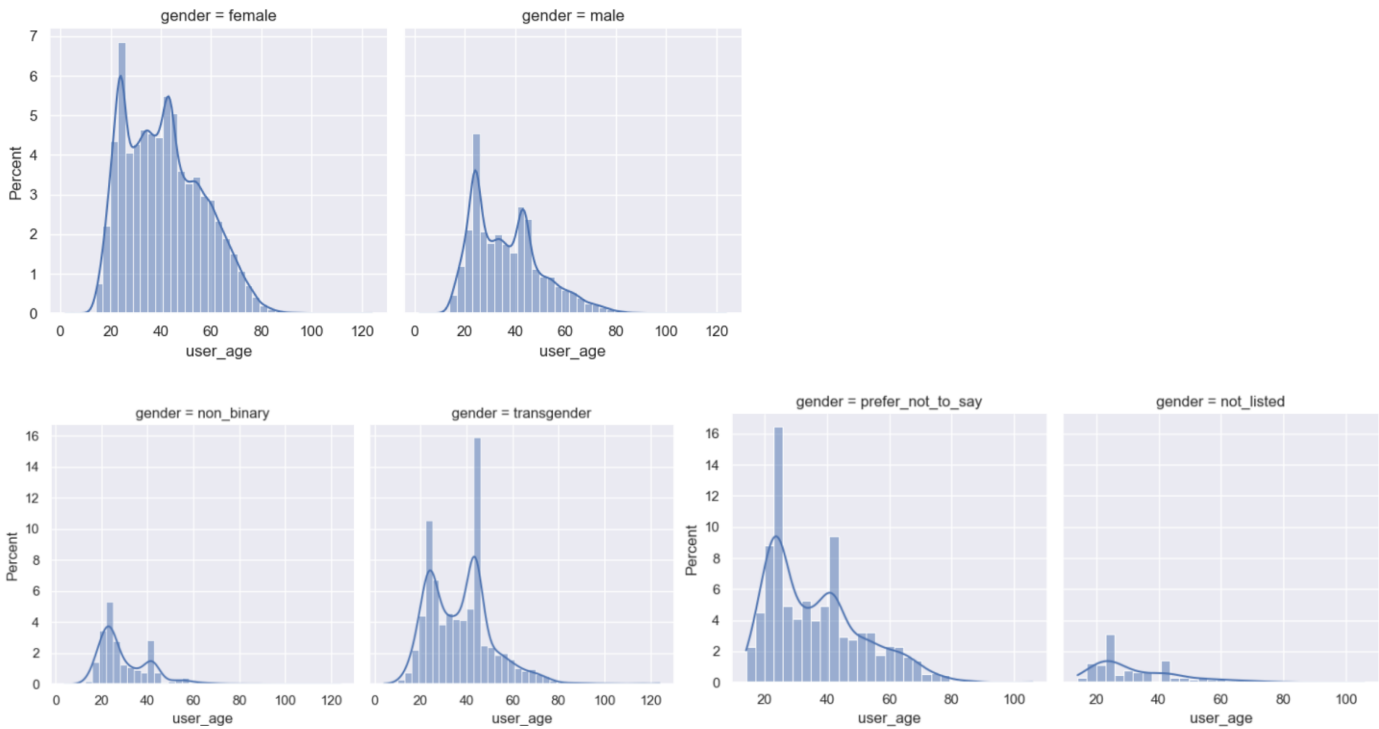 gender = female
gender = male
7
6
5
4
3
2
1
0
Percent
0 20 40 60 80 100 120
0 20 40 60 80 100 120
user_age
user_age
gender = non_binary
gender = transgender
16
14
12
10
8
6
4
2
0
Percent
0 20 40 60 80 100 120
0 20 40 60 80 100 120
user_age
user_age
gender = prefer_not_to_say
gender = not_listed
16
14
12
10
8
6
4
2
0
Percent
20 40 60 80 100
20 40 60 80 100
user_age
user_age